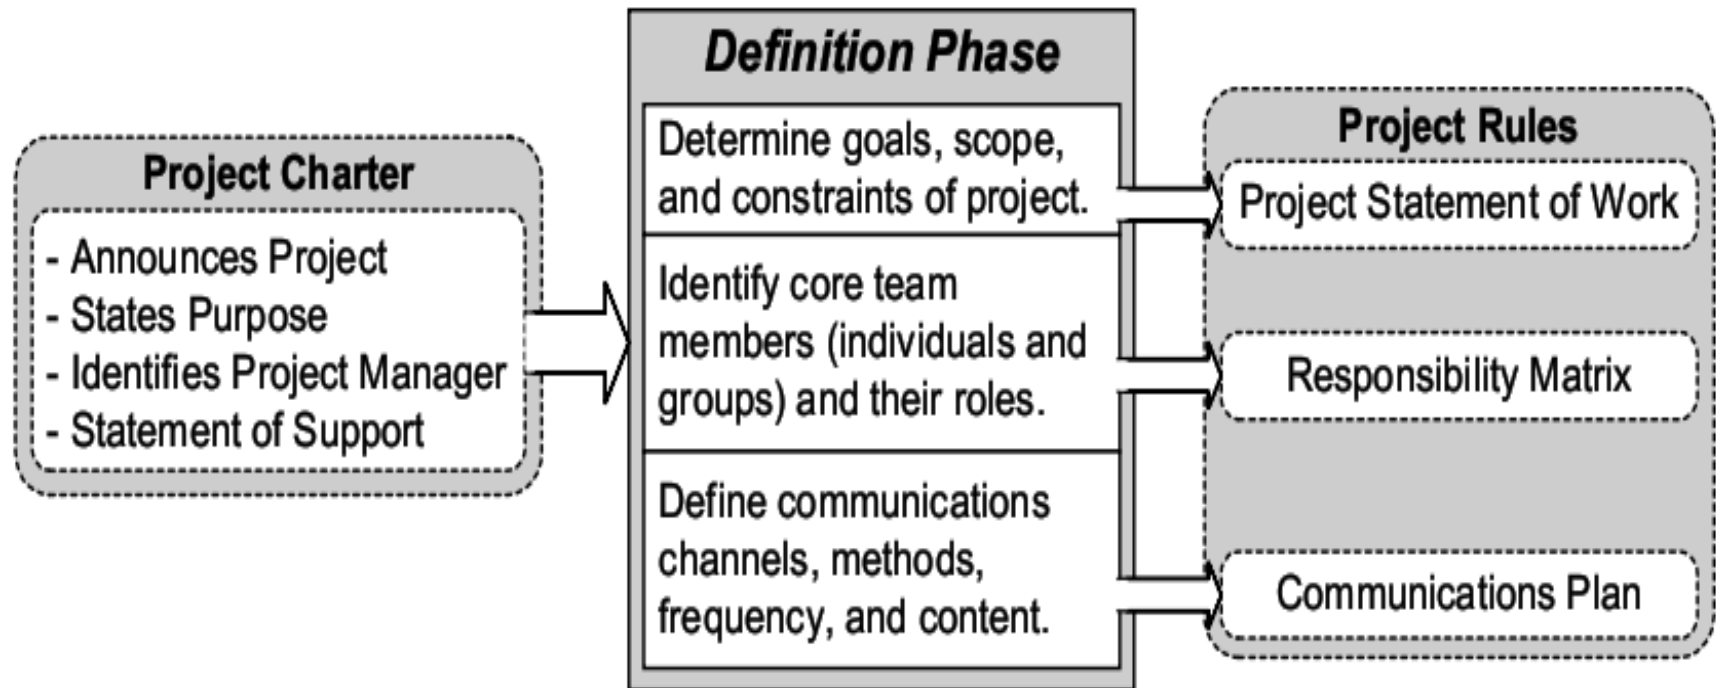 Project Charter
- Announces Project
- States Purpose
- Identifies Project Manager
- Statement of Support
Definition Phase
Determine goals, scope,
and constraints of project.
Identify core team
members (individuals and
groups) and their roles.
Define communications
channels, methods,
frequency, and content.
Project Rules
Project Statement of Work
Responsibility Matrix
Communications Plan